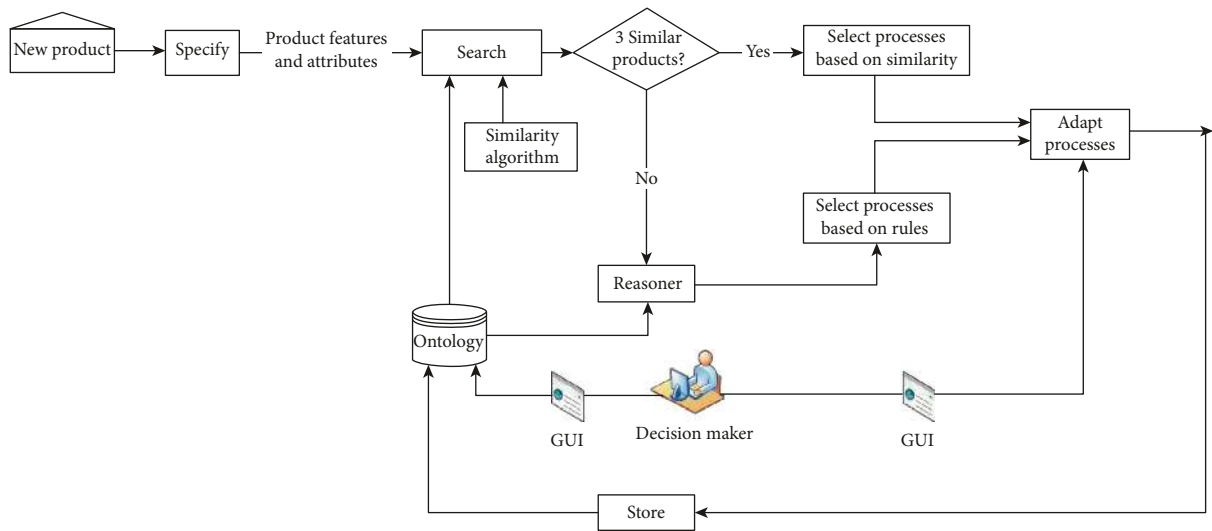 New product
Specify
Product features
and attributes
Search
3 Similar
products?
Yes
Select processes
based on similarity
Similarity
algorithm
Adapt
processes
No
Select processes
based on rules
Reasoner
Ontology
GUI
Decision maker
GUI
Store